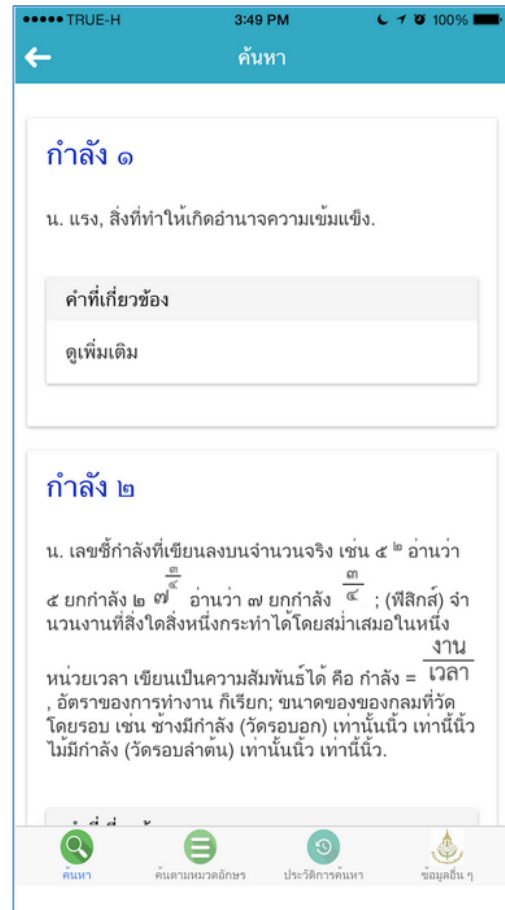 TRUE-H 3:49 PM 100%
ค้นหา
กำลัง ๑
น. แรง, สิ่งที่ทำให้เกิดอำนาจความเข้มแข็ง.
คำที่เกี่ยวข้อง
ดูเพิ่มเติม
กำลัง ๒
น. เลขชี้กำลังที่เขียนลงบนจำนวนจริง เช่น ๕ ๒ อ่านว่า
๕ ยกกำลัง ๒ ๗ ๓/๔ อ่านว่า ๗ ยกกำลัง ๓/๔ ; (ฟิสิกส์) จำ
นวนงานที่สิ่งใดสิ่งหนึ่งกระทำได้โดยสม่ำเสมอในหนึ่ง
หน่วยเวลา เขียนเป็นความสัมพันธ์ได้ คือ กำลัง = งาน/เวลา
, อัตราของการทำงาน ก็เรียก; ขนาดของของกลมที่วัด
โดยรอบ เช่น ช้างมีกำลัง (วัดรอบอก) เท่านั้นนิ้ว เท่านี้นิ้ว
ไม้มีกำลัง (วัดรอบลำต้น) เท่านั้นนิ้ว เท่านี้นิ้ว.
ค้นหา ค้นตามหมวดอักษร ประวัติการค้นหา ข้อมูลอื่น ๆ